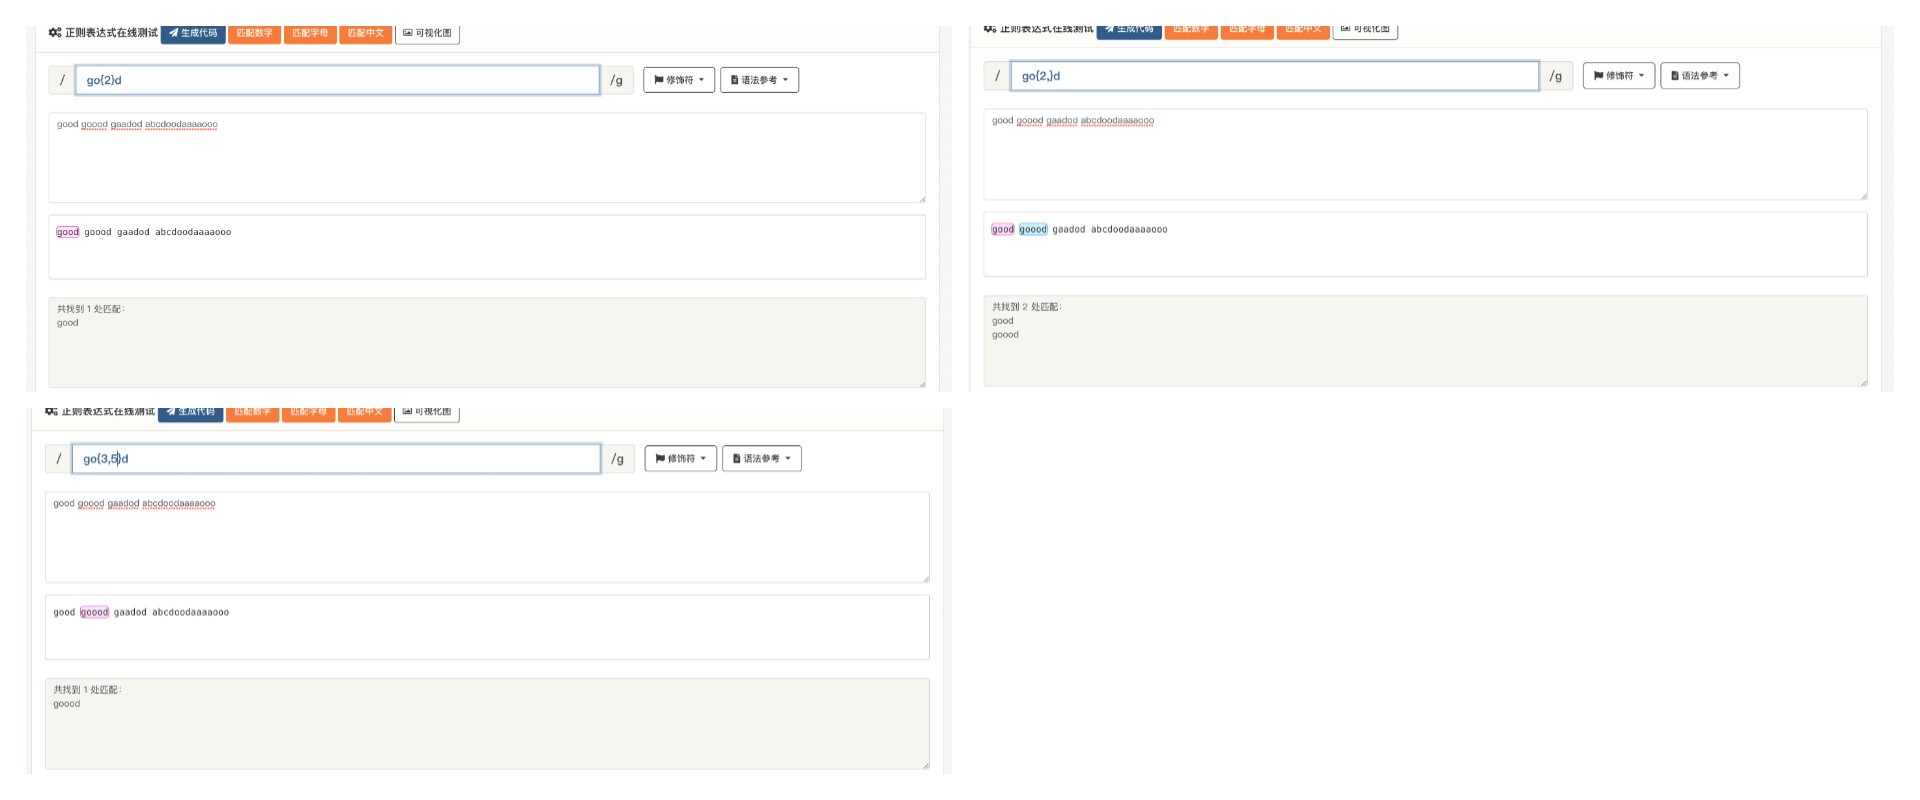 正则表达式在线测试 生成代码 匹配数字 匹配字母 匹配中文 可视化图
/ go{2}d /g 修饰符 语法参考
good goood gaadod abcdoodaaaaooo
good goood gaadod abcdoodaaaaooo
共找到 1 处匹配：
good
正则表达式在线测试 生成代码 匹配数字 匹配字母 匹配中文 可视化图
/ go{2,}d /g 修饰符 语法参考
good goood gaadod abcdoodaaaaooo
good goood gaadod abcdoodaaaaooo
共找到 2 处匹配：
good
goood
正则表达式在线测试 生成代码 匹配数字 匹配字母 匹配中文 可视化图
/ go{3,5}d /g 修饰符 语法参考
good goood gaadod abcdoodaaaaooo
good goood gaadod abcdoodaaaaooo
共找到 1 处匹配：
goood